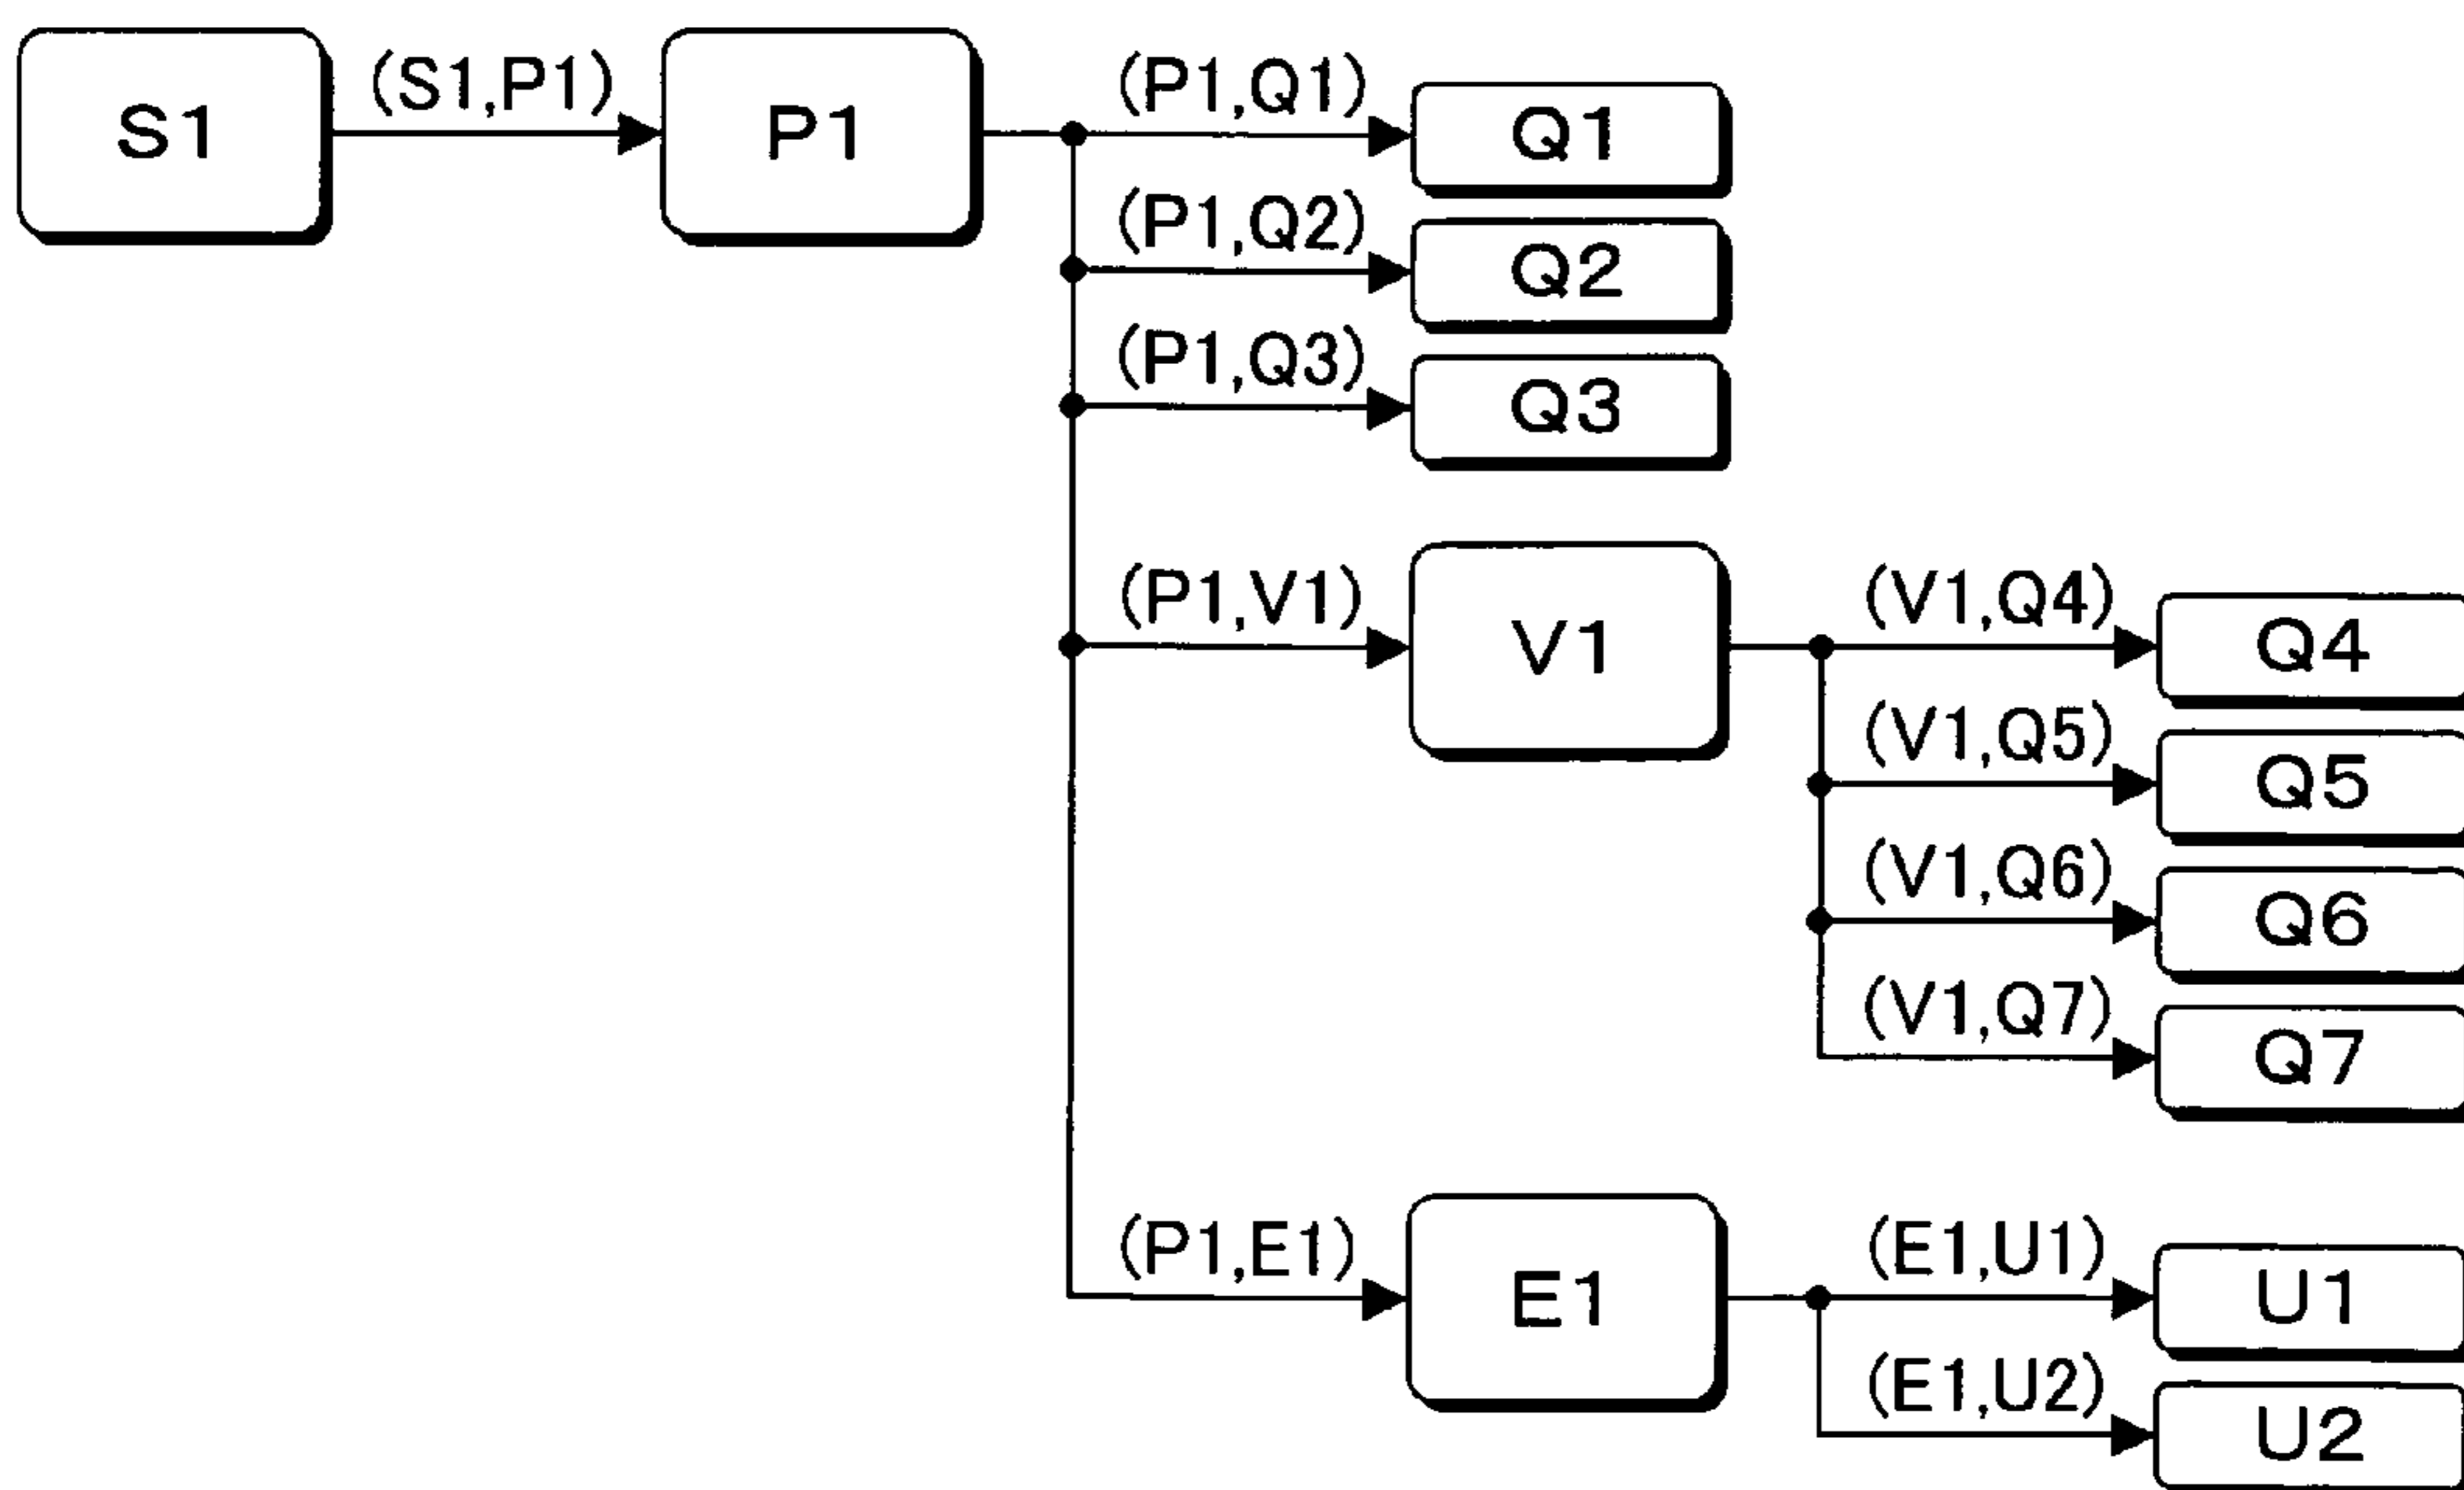 S1
(S1,P1)
P1
(P1,Q1)
Q1
(P1,Q2)
Q2
(P1,Q3)
Q3
(P1,V1)
V1
(V1,Q4)
Q4
(V1,Q5)
Q5
(V1,Q6)
Q6
(V1,Q7)
Q7
(P1,E1)
E1
(E1,U1)
U1
(E1,U2)
U2